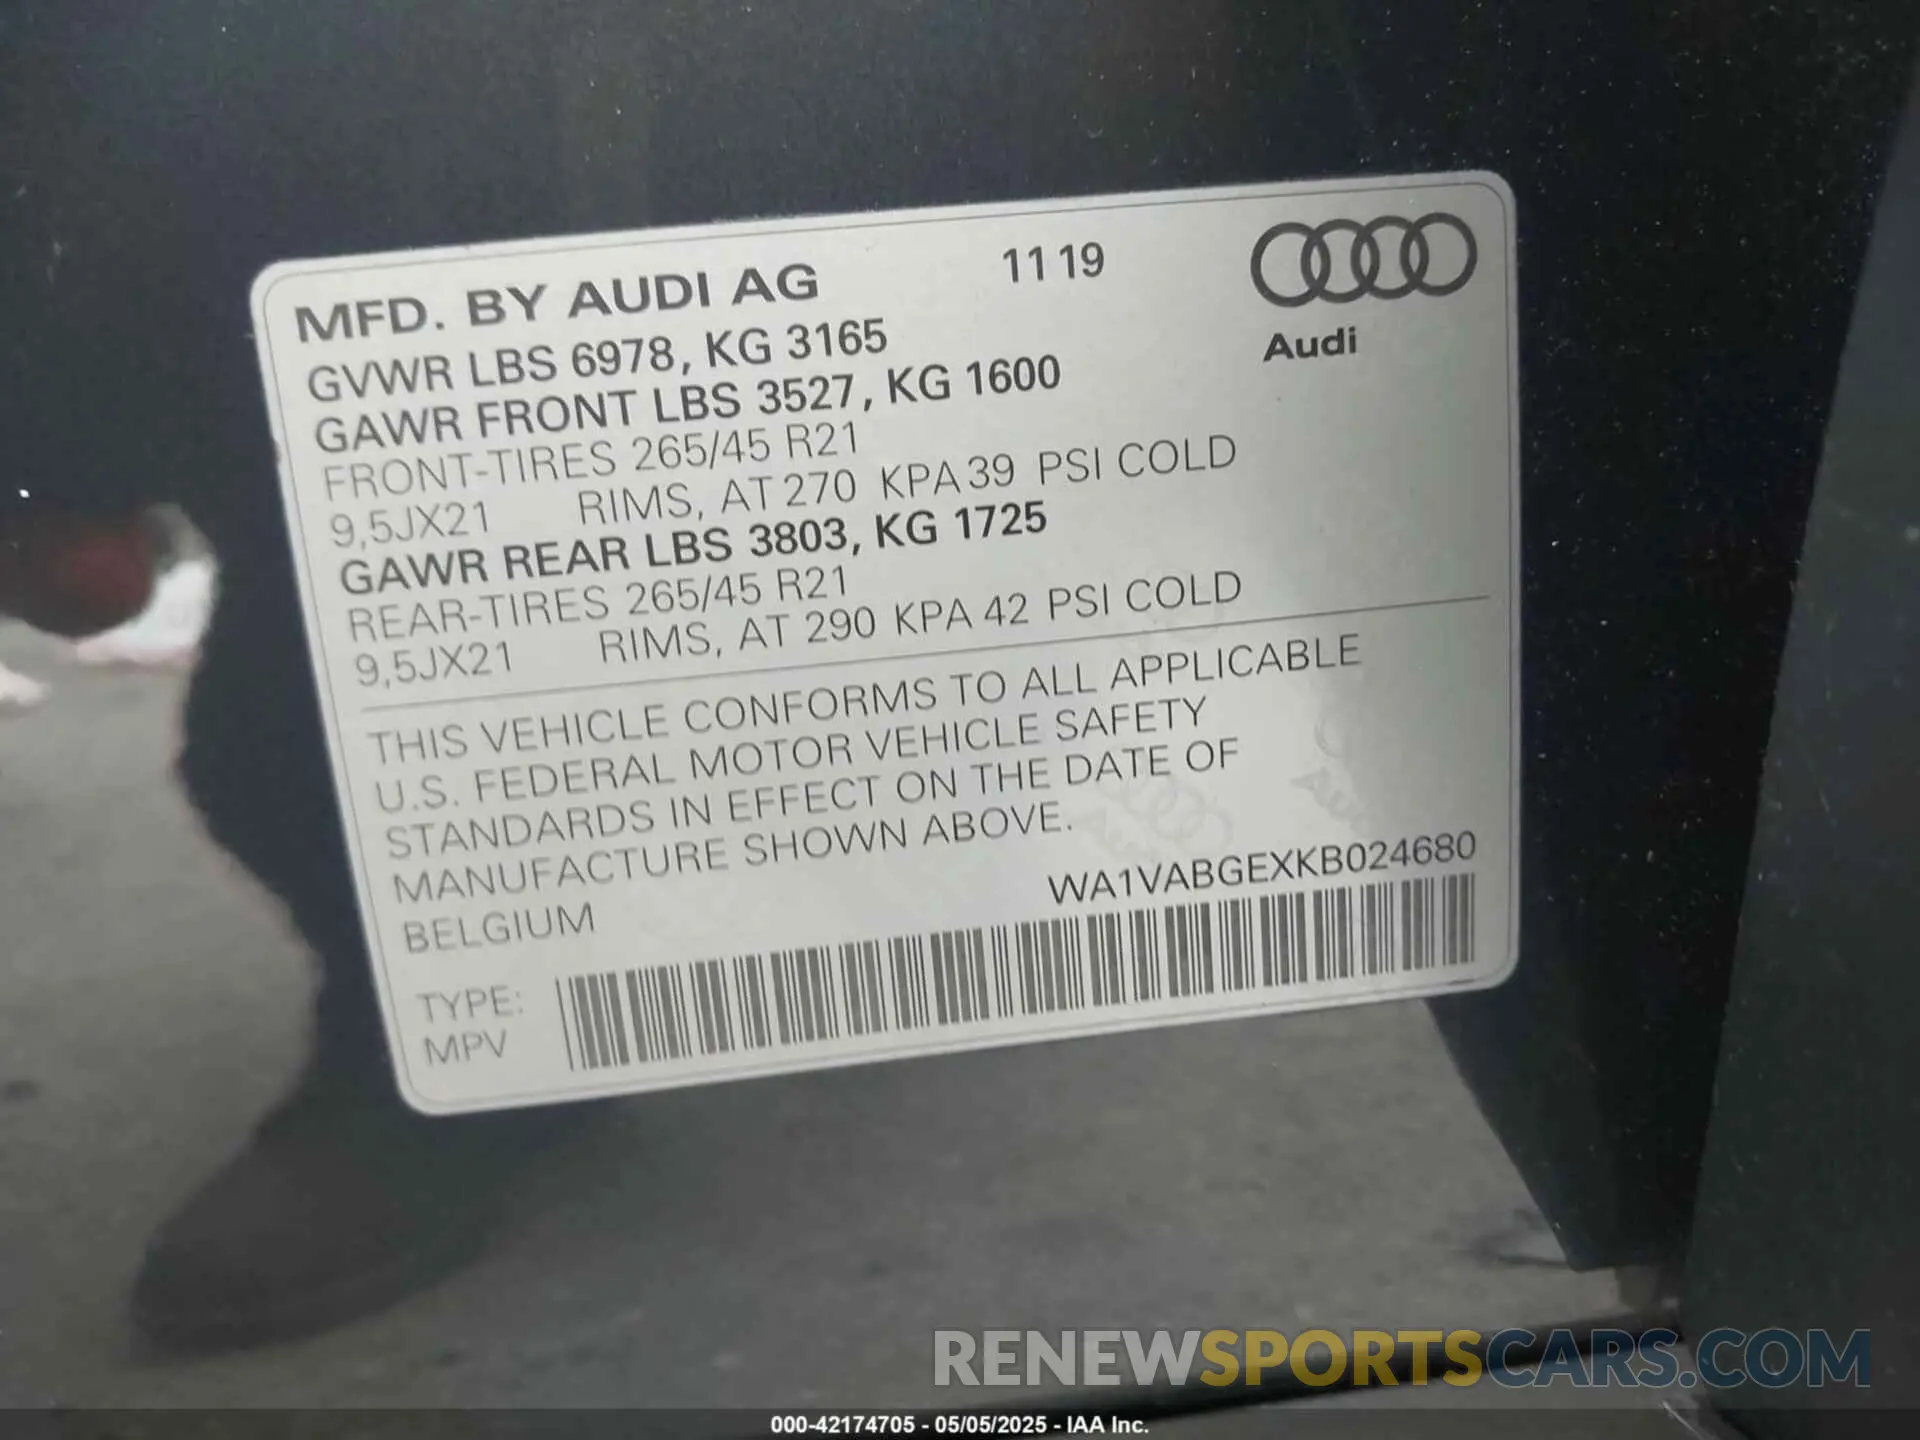 MFD. BY AUDI AG 11 19
Audi
GVWR LBS 6978, KG 3165
GAWR FRONT LBS 3527, KG 1600
FRONT-TIRES 265/45 R21
9,5JX21 RIMS, AT 270 KPA 39 PSI COLD
GAWR REAR LBS 3803, KG 1725
REAR-TIRES 265/45 R21
9,5JX21 RIMS, AT 290 KPA 42 PSI COLD
THIS VEHICLE CONFORMS TO ALL APPLICABLE
U.S. FEDERAL MOTOR VEHICLE SAFETY
STANDARDS IN EFFECT ON THE DATE OF
MANUFACTURE SHOWN ABOVE.
BELGIUM WA1VABGEXKB024680
TYPE:
MPV
RENEWSPORTSCARS.COM
000-42174705 - 05/05/2025 - IAA Inc.